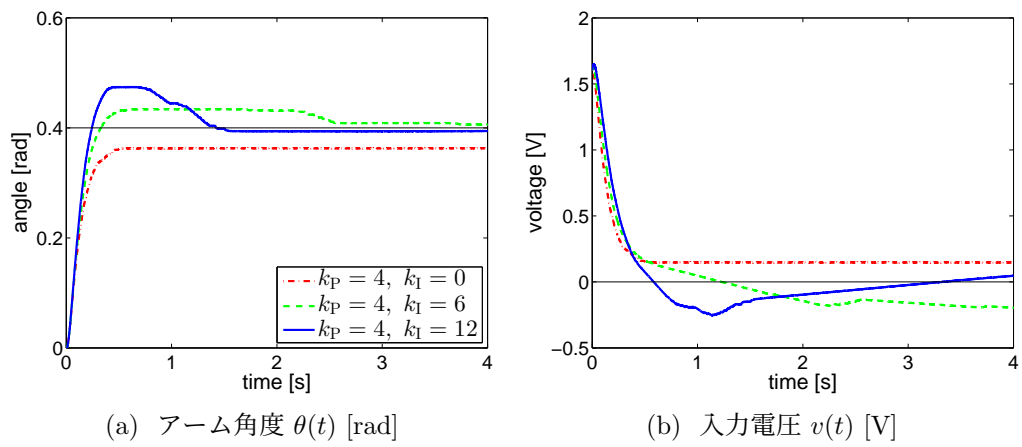 0.6
0.4
0.2
0
angle [rad]
0 1 2 3 4
time [s]
k_P = 4, k_I = 0
k_P = 4, k_I = 6
k_P = 4, k_I = 12
(a) アーム角度 θ(t) [rad]
2
1.5
1
0.5
0
−0.5
voltage [V]
0 1 2 3 4
time [s]
(b) 入力電圧 v(t) [V]